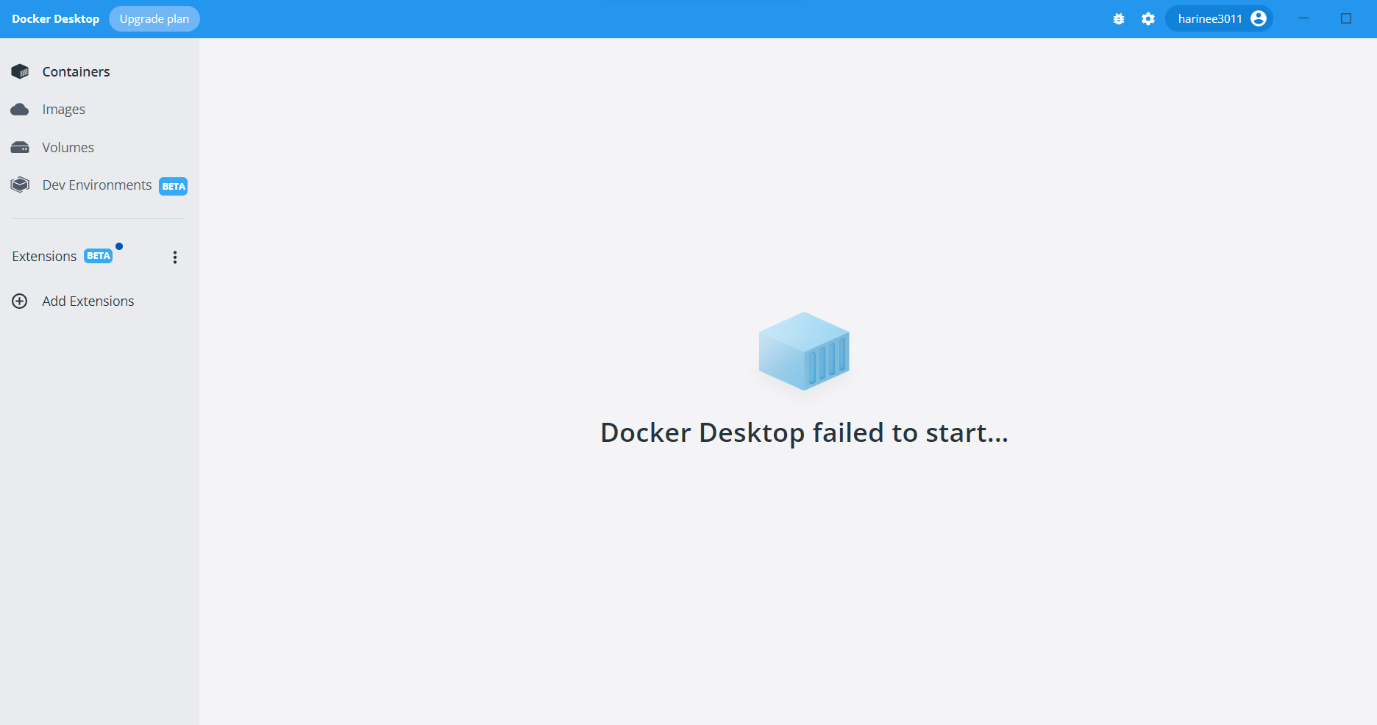 Docker Desktop Upgrade plan harinee3011
Containers
Images
Volumes
Dev Environments BETA
Extensions BETA
Add Extensions
Docker Desktop failed to start...